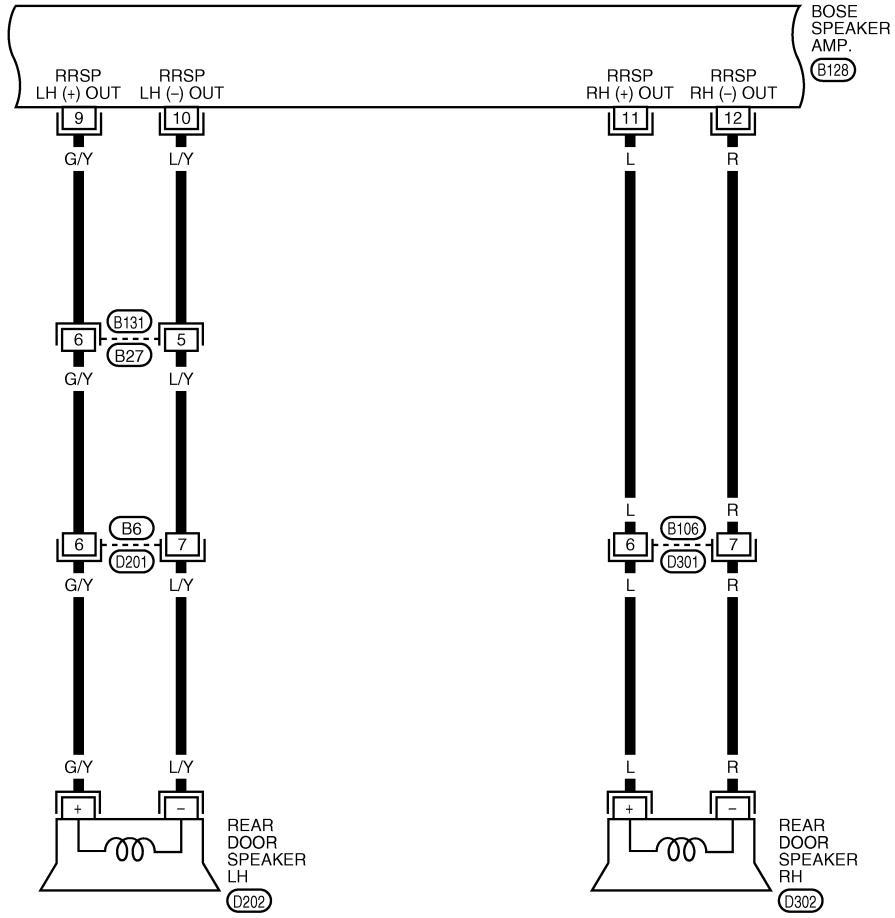 BOSE
SPEAKER
AMP.
B128
RRSP
LH (+) OUT
RRSP
LH (–) OUT
RRSP
RH (+) OUT
RRSP
RH (–) OUT
9
10
11
12
G/Y
L/Y
L
R
B131
6
5
B27
G/Y
L/Y
L
R
B6
B106
6
7
6
7
D201
D301
G/Y
L/Y
L
R
G/Y
L/Y
L
R
+
–
+
–
REAR
DOOR
SPEAKER
LH
D202
REAR
DOOR
SPEAKER
RH
D302